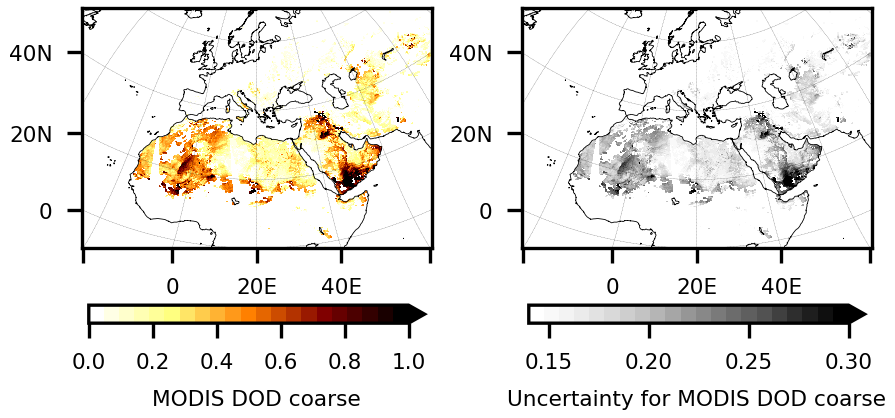 40N
20N
0
0 20E 40E
0.0 0.2 0.4 0.6 0.8 1.0
MODIS DOD coarse
40N
20N
0
0 20E 40E
0.15 0.20 0.25 0.30
Uncertainty for MODIS DOD coarse